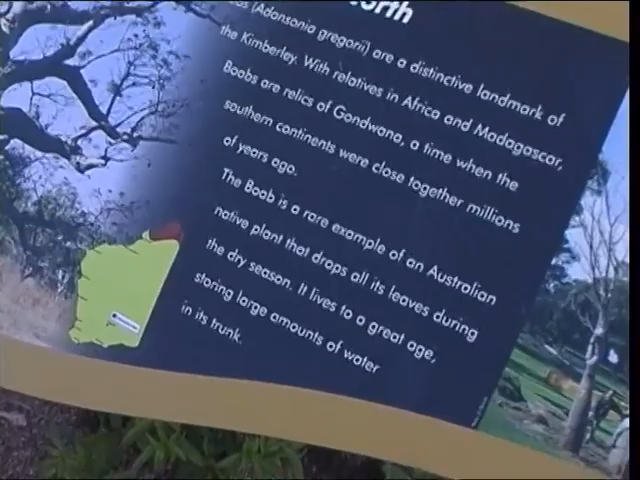 orth
(Adansonia gregorii) are a distinctive landmark of
the Kimberley. With relatives in Africa and Madagascar,
Boabs are relics of Gondwana, a time when the
southern continents were close together millions
of years ago.
The Boab is a rare example of an Australian
native plant that drops all its leaves during
the dry season. It lives to a great age,
storing large amounts of water
in its trunk.